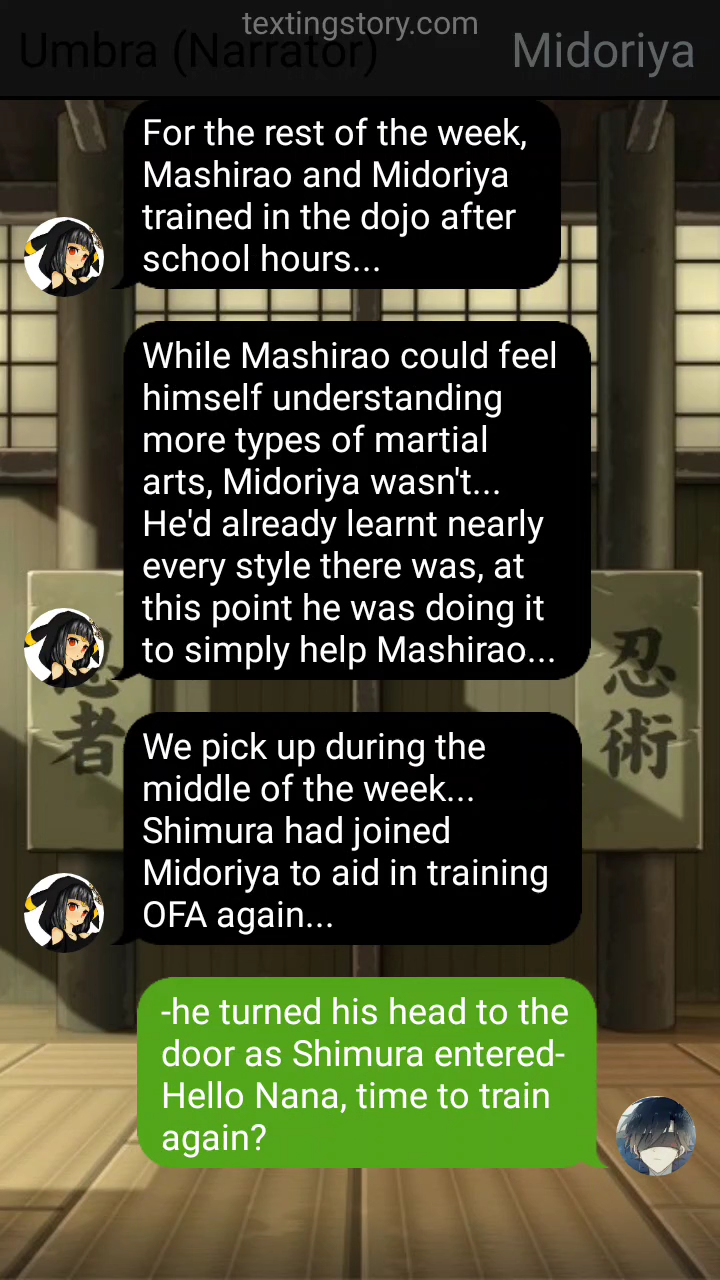 textingstory.com
Umbra (Narrator)
Midoriya
For the rest of the week,
Mashirao and Midoriya
trained in the dojo after
school hours...
While Mashirao could feel
himself understanding
more types of martial
arts, Midoriya wasn't...
He'd already learnt nearly
every style there was, at
this point he was doing it
to simply help Mashirao...
忍者
忍術
We pick up during the
middle of the week...
Shimura had joined
Midoriya to aid in training
OFA again...
-he turned his head to the
door as Shimura entered-
Hello Nana, time to train
again?